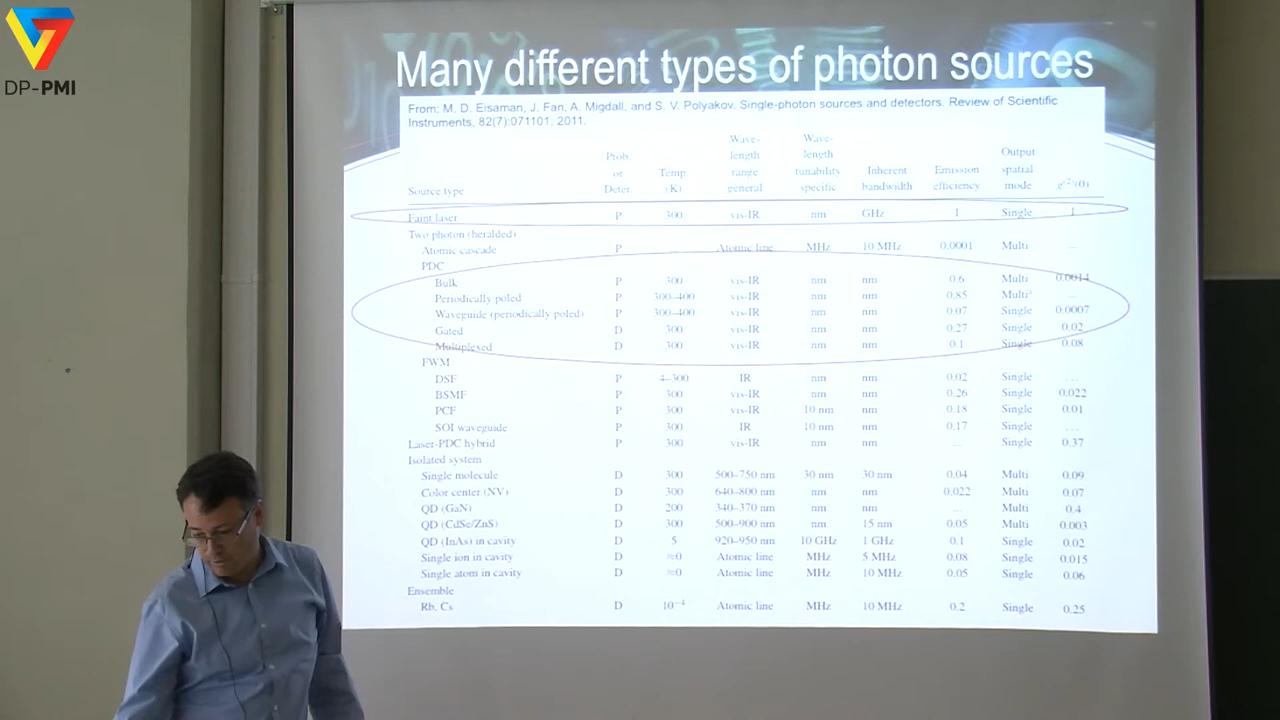 DP-PMI
Many different types of photon sources
From: M. D. Eisaman, J. Fan, A. Migdall, and S. V. Polyakov. Single-photon sources and detectors. Review of Scientific
Instruments, 82(7):071101, 2011.
Source type Prob. or Deter. Temp. (K) Wave-length range general Wave-length tunability specific Inherent bandwidth Emission efficiency Output spatial mode g(2)(0)
Faint laser P 300 vis-IR nm GHz 1 Single 1
Two photon (heralded)
Atomic cascade P ... Atomic line MHz 10 MHz 0.0001 Multi ...
PDC
Bulk P 300 vis-IR nm nm 0.6 Multi 0.0014
Periodically poled P 300–400 vis-IR nm nm 0.85 Multi ...
Waveguide (periodically poled) P 300–400 vis-IR nm nm 0.07 Single 0.0007
Gated D 300 vis-IR nm nm 0.27 Single 0.02
Multiplexed D 300 vis-IR nm nm 0.1 Single 0.08
FWM
DSF P 4–300 IR nm nm 0.02 Single ...
BSMF P 300 vis-IR nm nm 0.26 Single 0.022
PCF P 300 vis-IR 10 nm nm 0.18 Single 0.01
SOI waveguide P 300 IR 10 nm nm 0.17 Single ...
Laser-PDC hybrid P 300 vis-IR nm nm ... Single 0.37
Isolated system
Single molecule D 300 500–750 nm 30 nm 30 nm 0.04 Multi 0.09
Color center (NV) D 300 640–800 nm nm nm 0.022 Multi 0.07
QD (GaN) D 200 340–370 nm nm nm ... Multi 0.4
QD (CdSe/ZnS) D 300 500–900 nm nm 15 nm 0.05 Multi 0.003
QD (InAs) in cavity D 5 920–950 nm 10 GHz 1 GHz 0.1 Single 0.02
Single ion in cavity D ≈0 Atomic line MHz 5 MHz 0.08 Single 0.015
Single atom in cavity D ≈0 Atomic line MHz 10 MHz 0.05 Single 0.06
Ensemble
Rb, Cs D 10⁻⁴ Atomic line MHz 10 MHz 0.2 Single 0.25